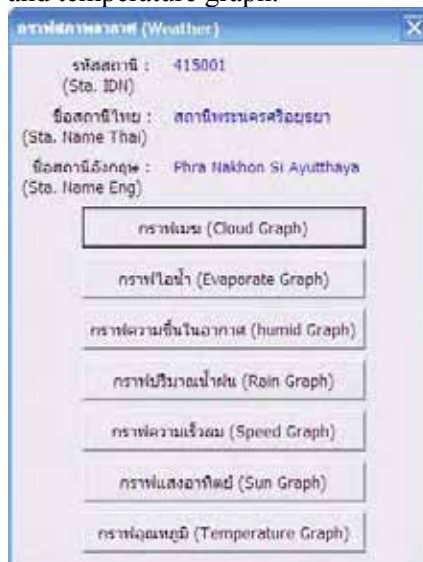 and temperature graph.
กราฟสภาพอากาศ (Weather)
รหัสสถานี : 415001
(Sta. IDN)
ชื่อสถานีไทย : สถานีพระนครศรีอยุธยา
(Sta. Name Thai)
ชื่อสถานีอังกฤษ : Phra Nakhon Si Ayutthaya
(Sta. Name Eng)
กราฟเมฆ (Cloud Graph)
กราฟไอน้ำ (Evaporate Graph)
กราฟความชื้นในอากาศ (humid Graph)
กราฟปริมาณน้ำฝน (Rain Graph)
กราฟความเร็วลม (Speed Graph)
กราฟแสงอาทิตย์ (Sun Graph)
กราฟอุณหภูมิ (Temperature Graph)